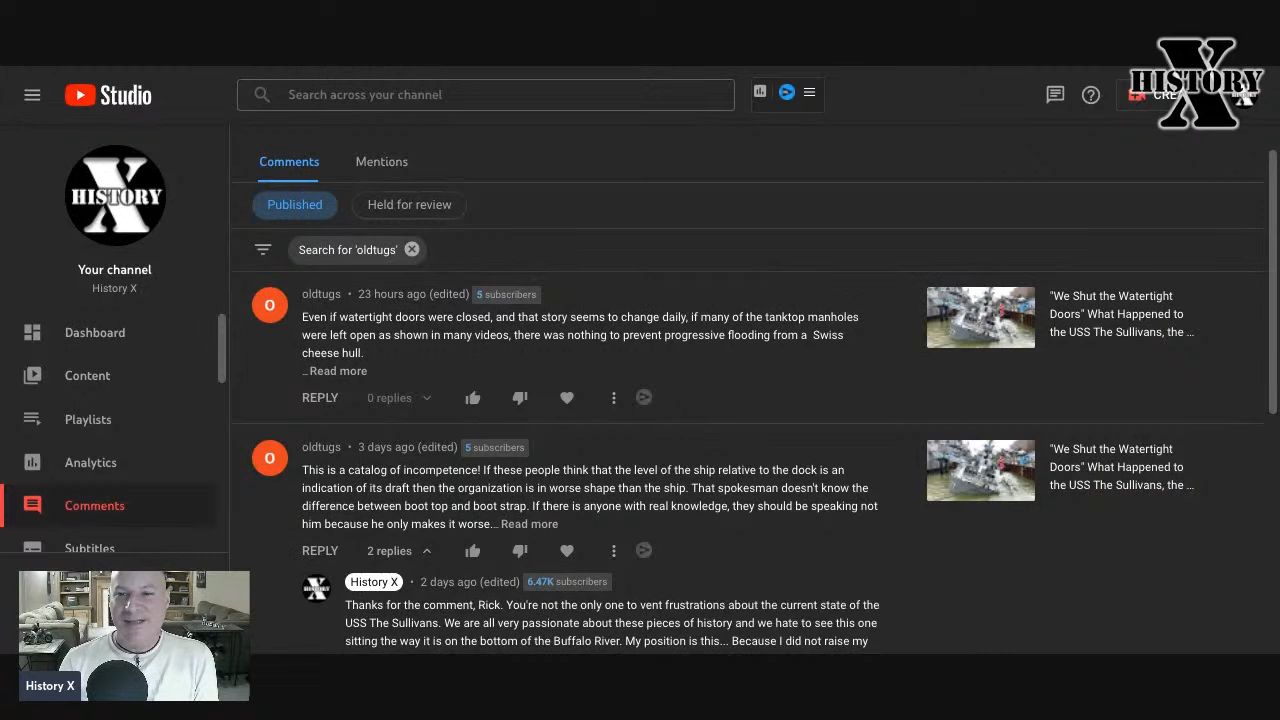 Studio
Search across your channel
HISTORY
X
HISTORY
Your channel
History X
Dashboard
Content
Playlists
Analytics
Comments
Subtitles
Comments
Mentions
Published
Held for review
Search for 'oldtugs'
O
oldtugs • 23 hours ago (edited) 5 subscribers
Even if watertight doors were closed, and that story seems to change daily, if many of the tanktop manholes
were left open as shown in many videos, there was nothing to prevent progressive flooding from a Swiss
cheese hull.
... Read more
REPLY 0 replies
"We Shut the Watertight
Doors" What Happened to
the USS The Sullivans, the ...
O
oldtugs • 3 days ago (edited) 5 subscribers
This is a catalog of incompetence! If these people think that the level of the ship relative to the dock is an
indication of its draft then the organization is in worse shape than the ship. That spokesman doesn't know the
difference between boot top and boot strap. If there is anyone with real knowledge, they should be speaking not
him because he only makes it worse... Read more
REPLY 2 replies
"We Shut the Watertight
Doors" What Happened to
the USS The Sullivans, the ...
HISTORY
History X • 2 days ago (edited) 6.47K subscribers
Thanks for the comment, Rick. You're not the only one to vent frustrations about the current state of the
USS The Sullivans. We are all very passionate about these pieces of history and we hate to see this one
sitting the way it is on the bottom of the Buffalo River. My position is this... Because I did not raise my
History X